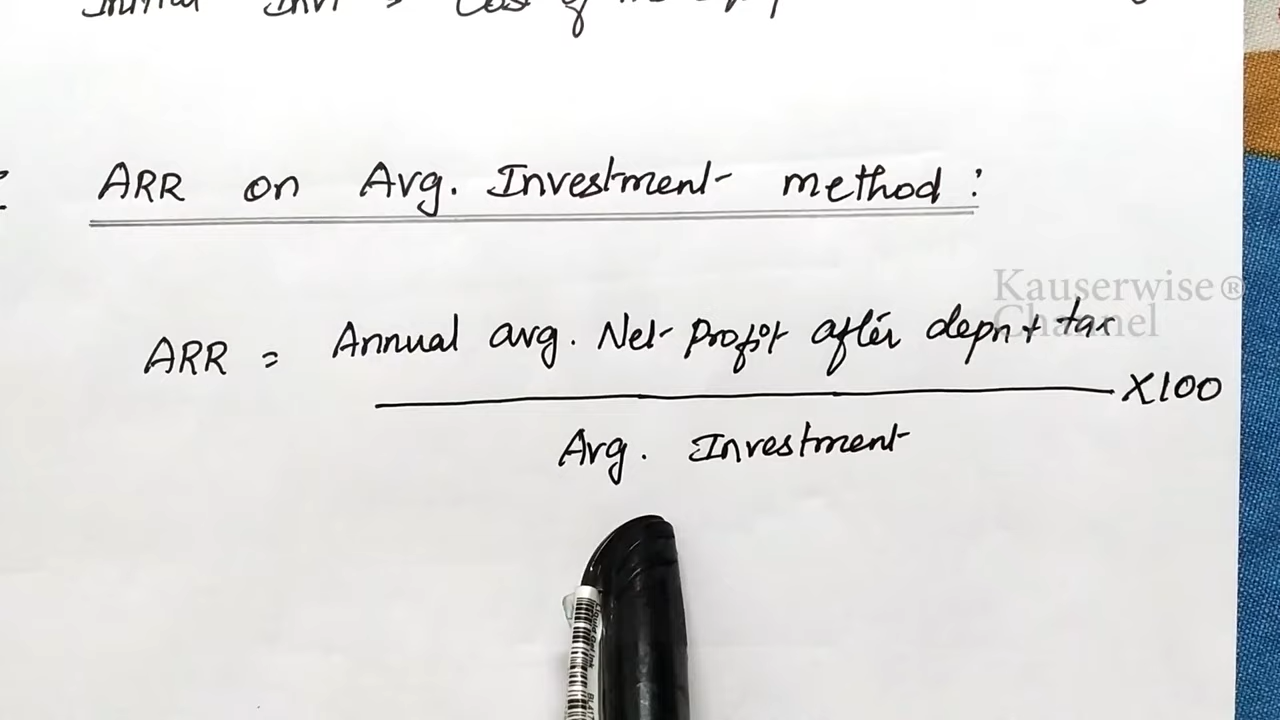 ARR on Avg. Investment method :
Kauserwise®
Channel
ARR = Annual avg. Net Profit after depn + tax
X100
Avg. Investment